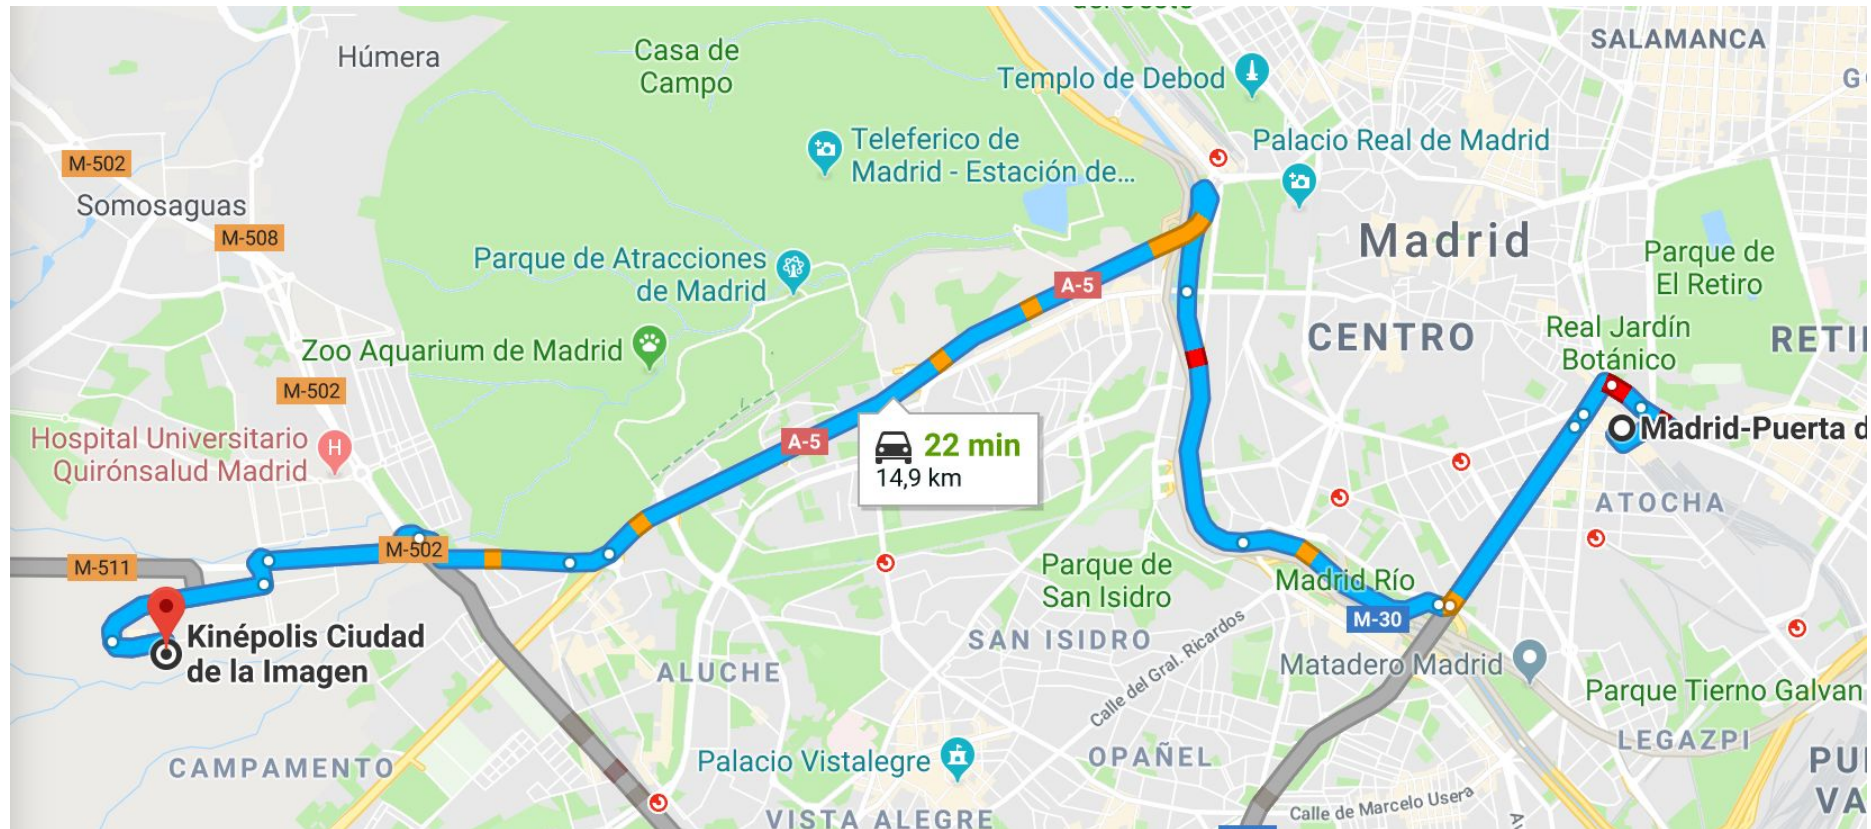 SALAMANCA
Húmera
Casa de
Campo
Templo de Debod
Teleferico de
Madrid - Estación de...
Palacio Real de Madrid
M-502
Somosaguas
M-508
Parque de Atracciones
de Madrid
A-5
Madrid
Parque de
El Retiro
CENTRO
Real Jardín
Botánico
Zoo Aquarium de Madrid
M-502
Hospital Universitario
Quirónsalud Madrid
H
A-5
22 min
14,9 km
Madrid-Puerta d
ATOCHA
M-502
M-511
Parque de
San Isidro
Madrid Río
M-30
Kinépolis Ciudad
de la Imagen
SAN ISIDRO
Calle del Gral. Ricardos
Matadero Madrid
ALUCHE
Parque Tierno Galvan
LEGAZPI
CAMPAMENTO
Palacio Vistalegre
OPAÑEL
Calle de Marcelo Usera
VISTA ALEGRE